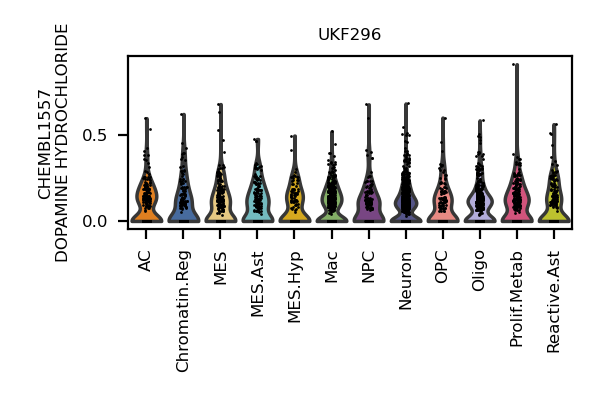 UKF296
CHEMBL1557
DOPAMINE HYDROCHLORIDE
0.5
0.0
AC
Chromatin.Reg
MES
MES.Ast
MES.Hyp
Mac
NPC
Neuron
OPC
Oligo
Prolif.Metab
Reactive.Ast